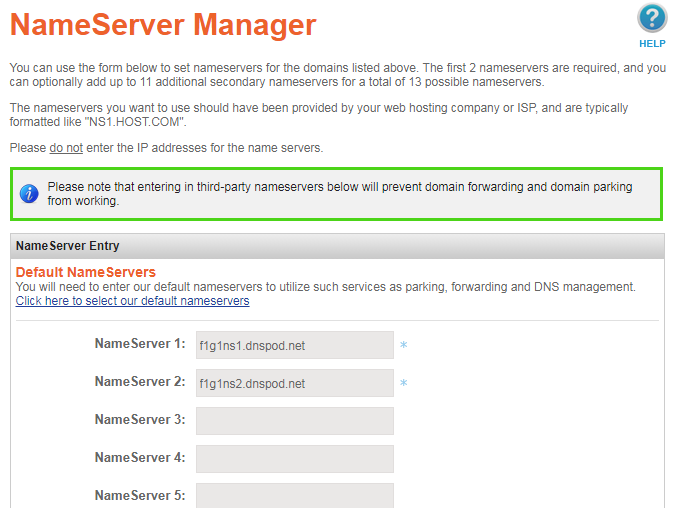 NameServer Manager
HELP
You can use the form below to set nameservers for the domains listed above. The first 2 nameservers are required, and you
can optionally add up to 11 additional secondary nameservers for a total of 13 possible nameservers.
The nameservers you want to use should have been provided by your web hosting company or ISP, and are typically
formatted like "NS1.HOST.COM".
Please do not enter the IP addresses for the name servers.
Please note that entering in third-party nameservers below will prevent domain forwarding and domain parking
from working.
NameServer Entry
Default NameServers
You will need to enter our default nameservers to utilize such services as parking, forwarding and DNS management.
Click here to select our default nameservers
NameServer 1: f1g1ns1.dnspod.net *
NameServer 2: f1g1ns2.dnspod.net *
NameServer 3:
NameServer 4:
NameServer 5: